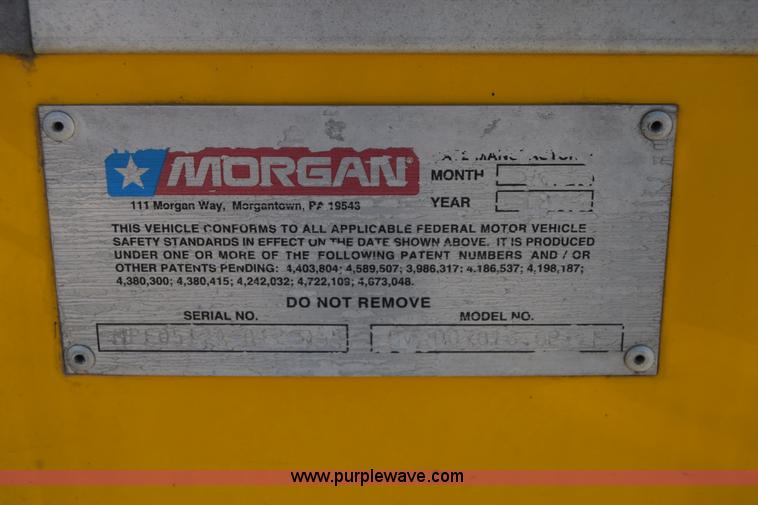 MORGAN
111 Morgan Way, Morgantown, PA 19543
MONTH
YEAR
THIS VEHICLE CONFORMS TO ALL APPLICABLE FEDERAL MOTOR VEHICLE
SAFETY STANDARDS IN EFFECT ON THE DATE SHOWN ABOVE. IT IS PRODUCED
UNDER ONE OR MORE OF THE FOLLOWING PATENT NUMBERS AND / OR
OTHER PATENTS PENDING: 4,403,804; 4,589,507; 3,986,317; 4.186,537; 4,198,187;
4,380,300; 4,380,415; 4,242,032; 4,722,109; 4,673,048.
DO NOT REMOVE
SERIAL NO.
MODEL NO.
www.purplewave.com